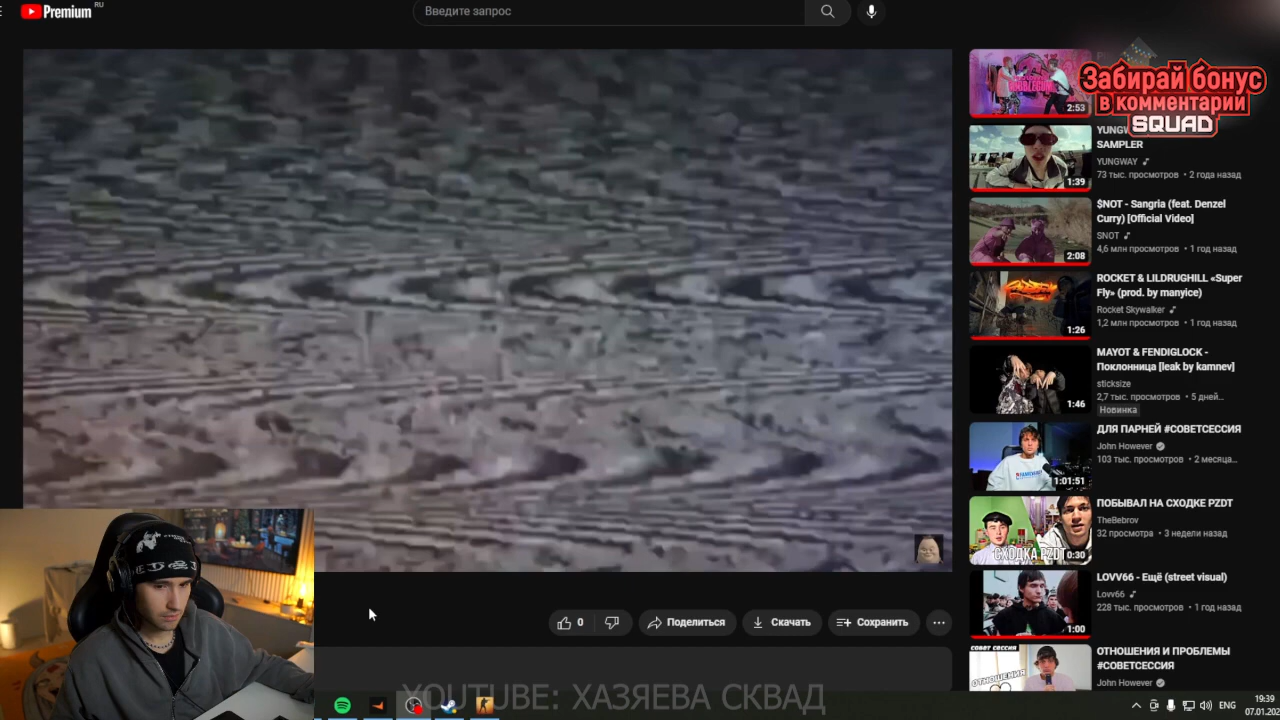 Premium RU
Введите запрос
Забирай бонус
в комментарии
SQUAD
2:53
SAMPLER
YUNGWAY
73 тыс. просмотров • 2 года назад
1:39
$NOT - Sangria (feat. Denzel
Curry) [Official Video]
SNOT
4,6 млн просмотров • 1 год назад
2:08
ROCKET & LILDRUGHILL «Super
Fly» (prod. by manyice)
Rocket Skywalker
1,2 млн просмотров • 1 год назад
1:26
MAYOT & FENDIGLOCK -
Поклонница [leak by kamnev]
sticksize
2,7 тыс. просмотров • 5 дней...
Новинка
1:46
ДЛЯ ПАРНЕЙ #СОВЕТСЕССИЯ
John However
103 тыс. просмотров • 2 месяца...
1:01:51
ПОБЫВАЛ НА СХОДКЕ PZDT
TheBebrov
32 просмотра • 3 недели назад
СХОДКА PZDT
0:30
LOVV66 - Ещё (street visual)
Lovv66
228 тыс. просмотров • 1 год назад
1:00
СОВЕТ СЕССИЯ
ОТНОШЕНИЯ
ОТНОШЕНИЯ И ПРОБЛЕМЫ
#СОВЕТСЕССИЯ
John However
0
Поделиться
Скачать
Сохранить
YOUTUBE: ХАЗЯЕВА СКВАД
ENG
19:39
07.01.202